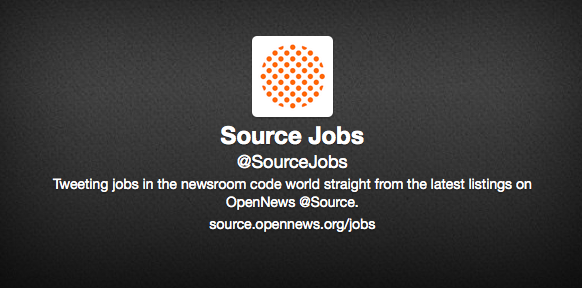 Source Jobs
@SourceJobs
Tweeting jobs in the newsroom code world straight from the latest listings on
OpenNews @Source.
source.opennews.org/jobs